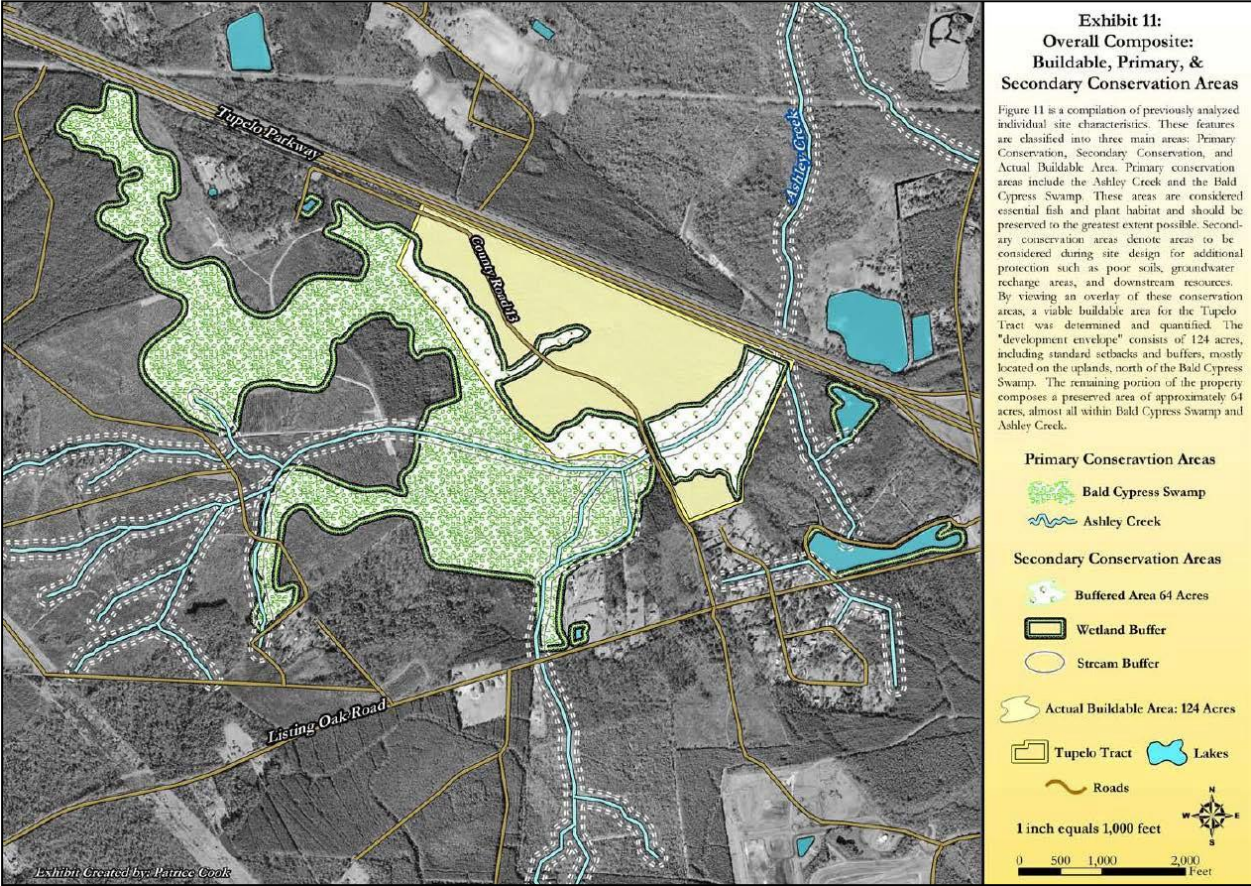 Tupelo Parkway
Ashley Creek
County Road 13
Listing Oak Road
Exhibit Created by: Patrice Cook
Exhibit 11:
Overall Composite:
Buildable, Primary, &
Secondary Conservation Areas
Figure 11 is a compilation of previously analyzed
individual site characteristics. These features
are classified into three main areas: Primary
Conservation, Secondary Conservation, and
Actual Buildable Area. Primary conservation
areas include the Ashley Creek and the Bald
Cypress Swamp. These areas are considered
essential fish and plant habitat and should be
preserved to the greatest extent possible. Second-
ary conservation areas denote areas to be
considered during site design for additional
protection such as poor soils, groundwater
recharge areas, and downstream resources.
By viewing an overlay of these conservation
areas, a viable buildable area for the Tupelo
Tract was determined and quantified. The
"development envelope" consists of 124 acres,
including standard setbacks and buffers, mostly
located on the uplands, north of the Bald Cypress
Swamp. The remaining portion of the property
composes a preserved area of approximately 64
acres, almost all within Bald Cypress Swamp and
Ashley Creek.
Primary Conseravtion Areas
Bald Cypress Swamp
Ashley Creek
Secondary Conservation Areas
Buffered Area 64 Acres
Wetland Buffer
Stream Buffer
Actual Buildable Area: 124 Acres
Tupelo Tract
Lakes
Roads
N
W E
S
1 inch equals 1,000 feet
0 500 1,000 2,000
Feet